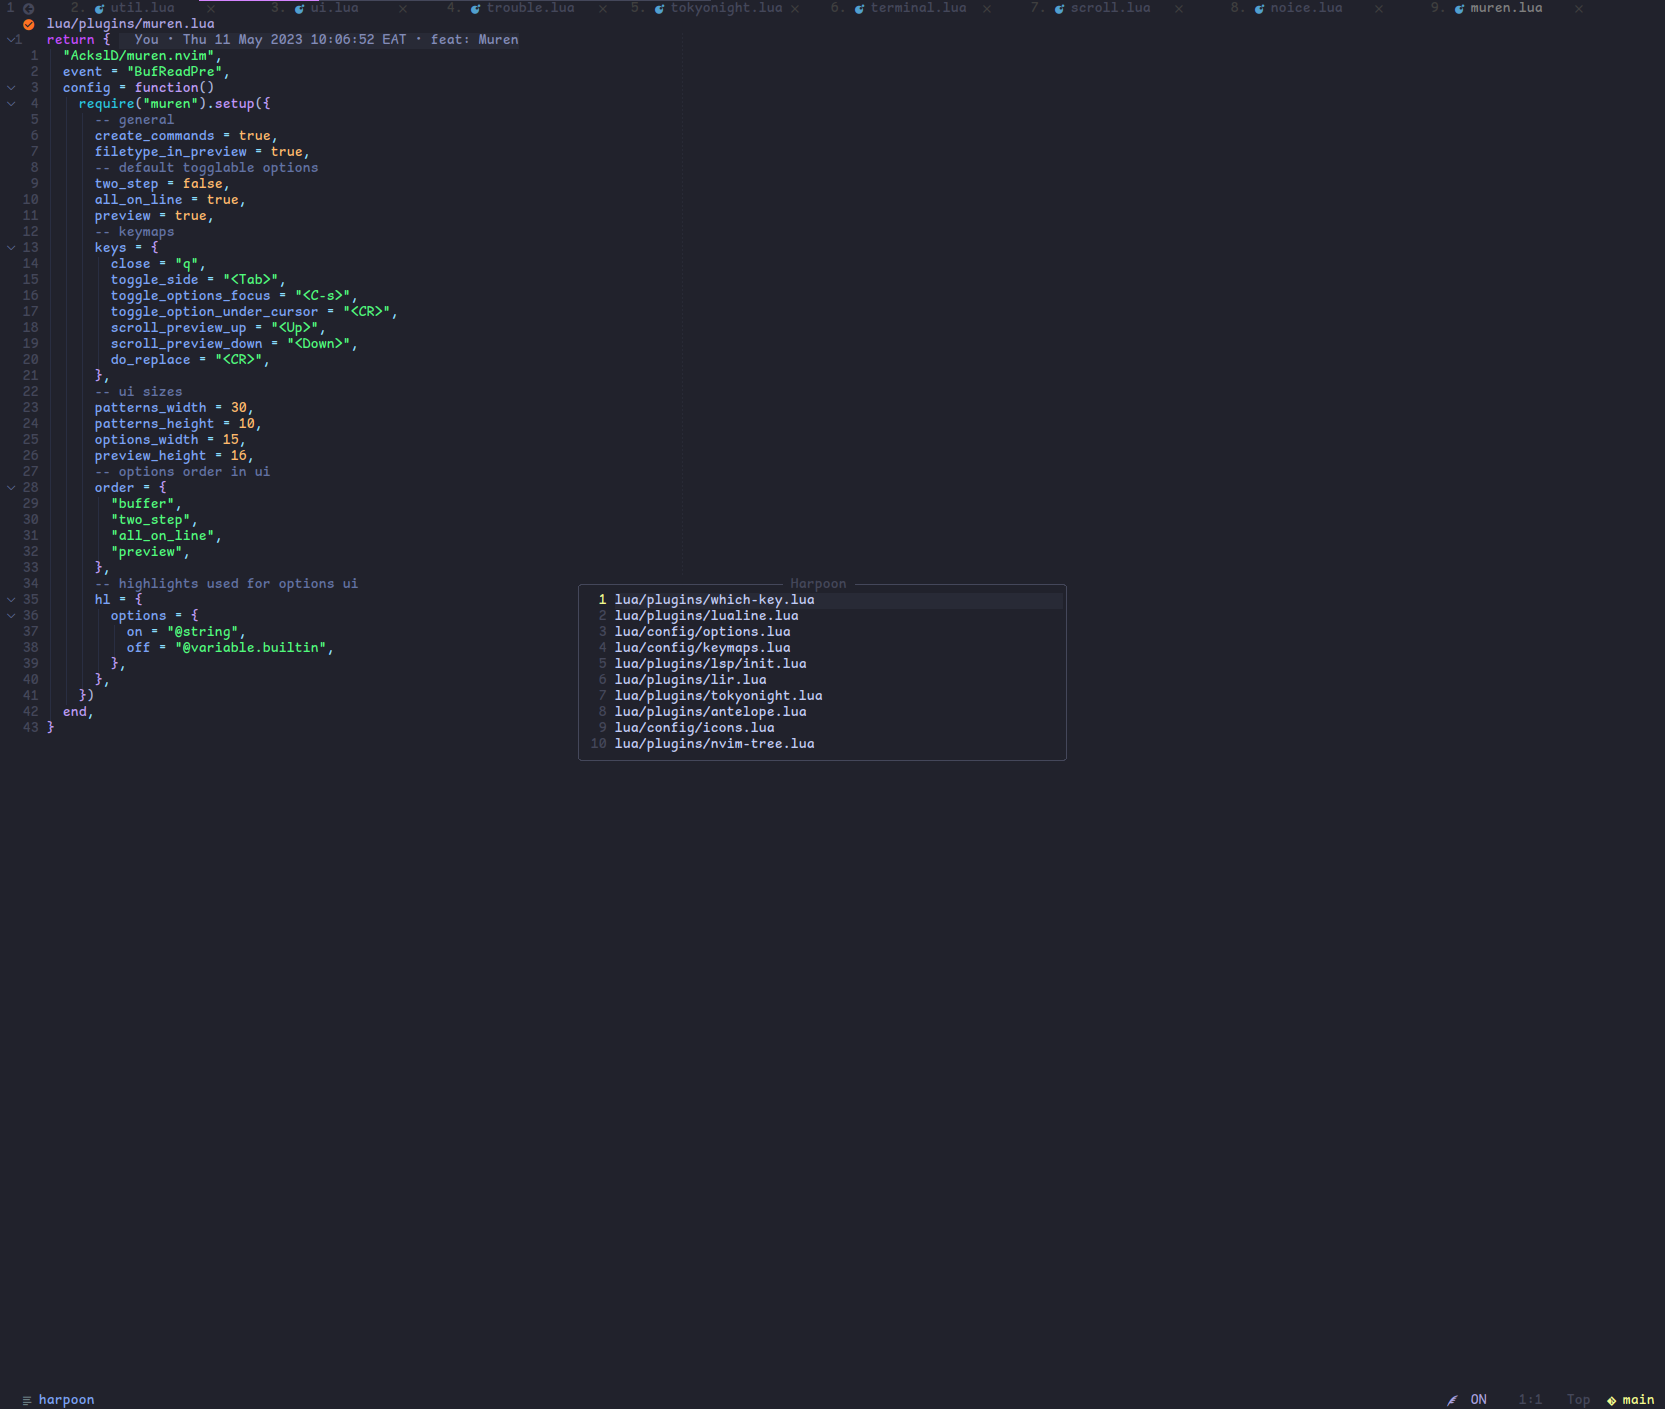 1 2. util.lua 3. ui.lua 4. trouble.lua 5. tokyonight.lua 6. terminal.lua 7. scroll.lua 8. noice.lua 9. muren.lua
lua/plugins/muren.lua
1 return { You · Thu 11 May 2023 10:06:52 EAT · feat: Muren
1 "AckslD/muren.nvim",
2 event = "BufReadPre",
3 config = function()
4 require("muren").setup({
5 -- general
6 create_commands = true,
7 filetype_in_preview = true,
8 -- default togglable options
9 two_step = false,
10 all_on_line = true,
11 preview = true,
12 -- keymaps
13 keys = {
14 close = "q",
15 toggle_side = "<Tab>",
16 toggle_options_focus = "<C-s>",
17 toggle_option_under_cursor = "<CR>",
18 scroll_preview_up = "<Up>",
19 scroll_preview_down = "<Down>",
20 do_replace = "<CR>",
21 },
22 -- ui sizes
23 patterns_width = 30,
24 patterns_height = 10,
25 options_width = 15,
26 preview_height = 16,
27 -- options order in ui
28 order = {
29 "buffer",
30 "two_step",
31 "all_on_line",
32 "preview",
33 },
34 -- highlights used for options ui
35 hl = {
36 options = {
37 on = "@string",
38 off = "@variable.builtin",
39 },
40 },
41 })
42 end,
43 }
Harpoon
1 lua/plugins/which-key.lua
2 lua/plugins/lualine.lua
3 lua/config/options.lua
4 lua/config/keymaps.lua
5 lua/plugins/lsp/init.lua
6 lua/plugins/lir.lua
7 lua/plugins/tokyonight.lua
8 lua/plugins/antelope.lua
9 lua/config/icons.lua
10 lua/plugins/nvim-tree.lua
harpoon ON 1:1 Top main